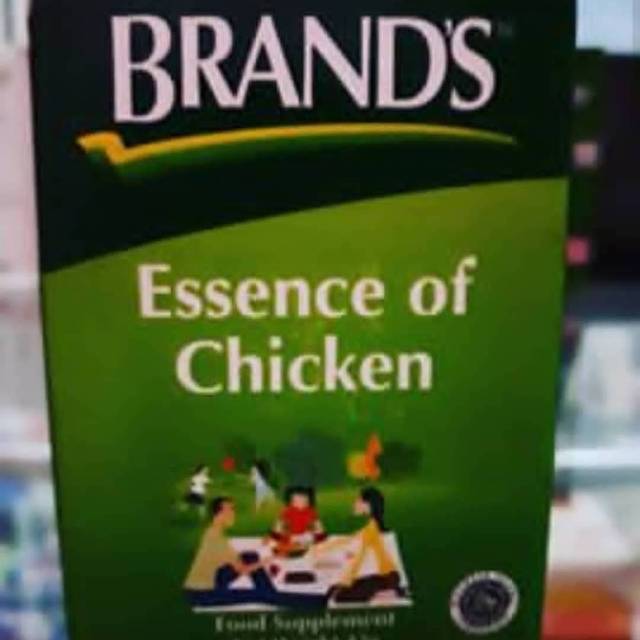 BRAND'S
Essence of
Chicken
Food Supplement